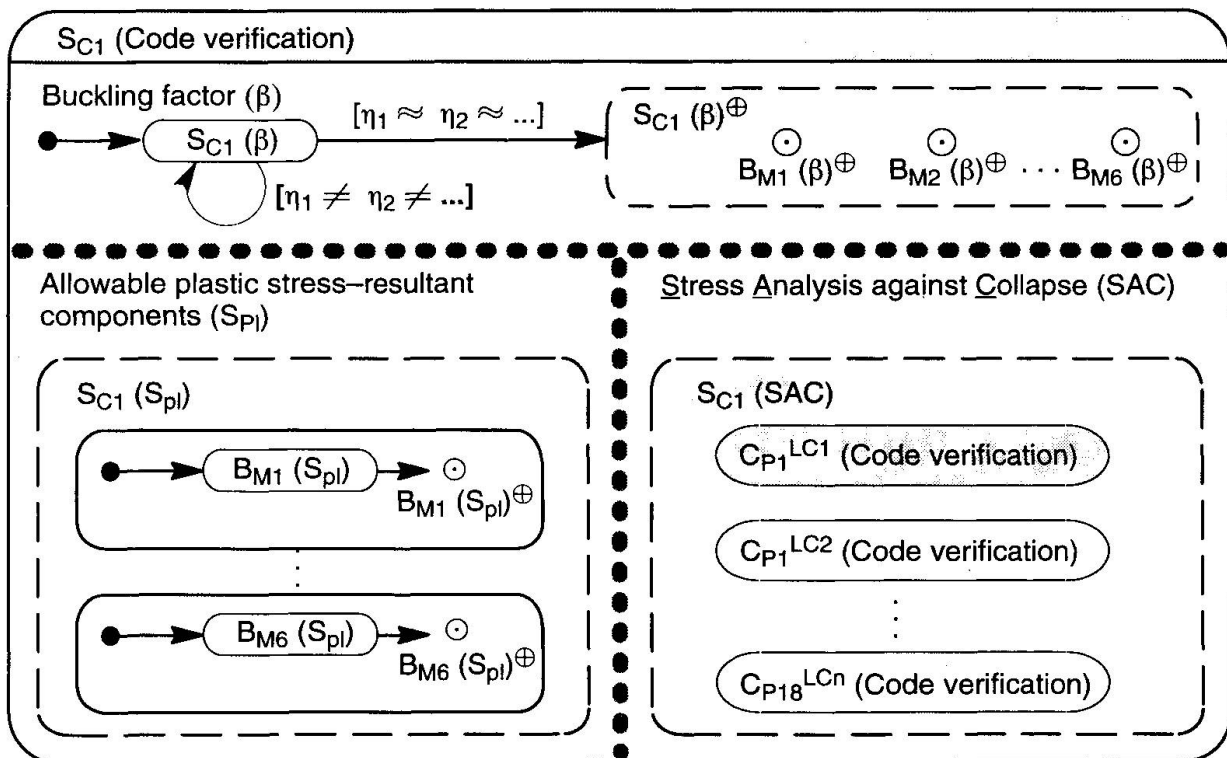 S_C1 (Code verification)
Buckling factor (β)
S_C1 (β)
[η₁ ≈ η₂ ≈ ...]
[η₁ ≠ η₂ ≠ ...]
S_C1 (β)⊕
B_M1 (β)⊕ B_M2 (β)⊕ ··· B_M6 (β)⊕
Allowable plastic stress–resultant
components (S_Pl)
S_C1 (S_pl)
B_M1 (S_pl)
B_M1 (S_pl)⊕
B_M6 (S_pl)
B_M6 (S_pl)⊕
Stress Analysis against Collapse (SAC)
S_C1 (SAC)
C_P1^LC1 (Code verification)
C_P1^LC2 (Code verification)
C_P18^LCn (Code verification)